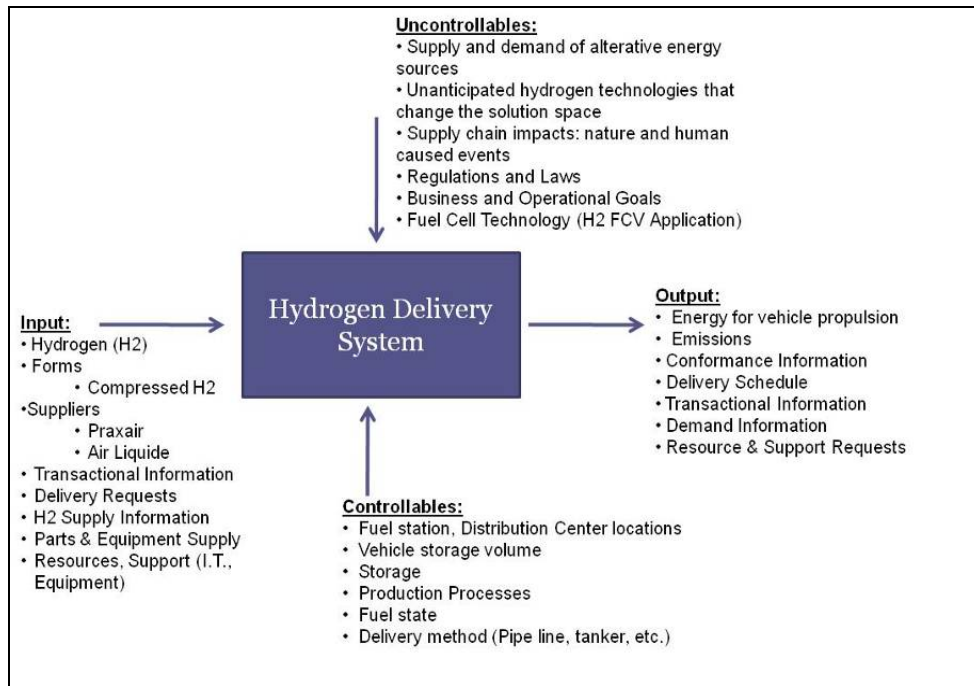 Uncontrollables:
• Supply and demand of alterative energy
sources
• Unanticipated hydrogen technologies that
change the solution space
• Supply chain impacts: nature and human
caused events
• Regulations and Laws
• Business and Operational Goals
• Fuel Cell Technology (H2 FCV Application)
Hydrogen Delivery
System
Input:
• Hydrogen (H2)
• Forms
• Compressed H2
•Suppliers
• Praxair
• Air Liquide
• Transactional Information
• Delivery Requests
• H2 Supply Information
• Parts & Equipment Supply
• Resources, Support (I.T.,
Equipment)
Output:
• Energy for vehicle propulsion
• Emissions
• Conformance Information
• Delivery Schedule
• Transactional Information
• Demand Information
• Resource & Support Requests
Controllables:
• Fuel station, Distribution Center locations
• Vehicle storage volume
• Storage
• Production Processes
• Fuel state
• Delivery method (Pipe line, tanker, etc.)